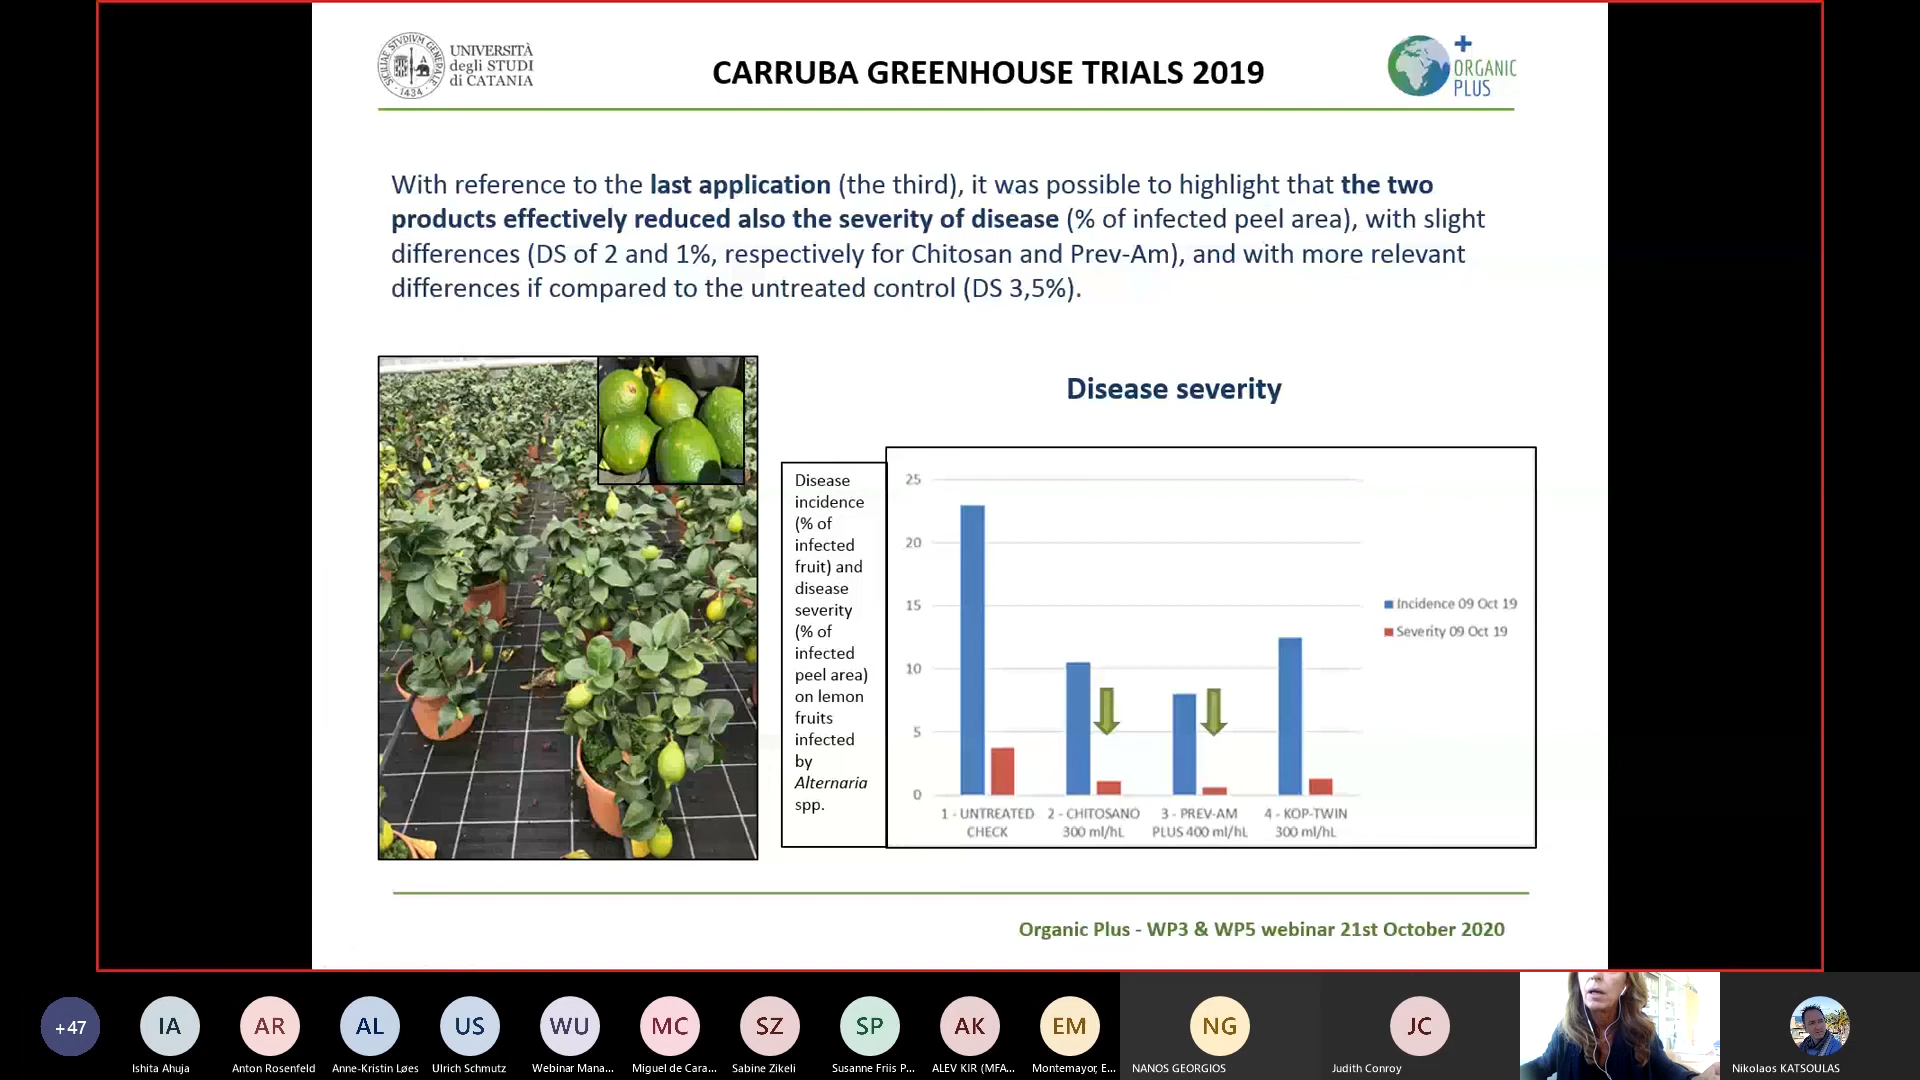 UNIVERSITÀ
degli STUDI
di CATANIA
1434
CARRUBA GREENHOUSE TRIALS 2019
ORGANIC
PLUS
With reference to the last application (the third), it was possible to highlight that the two
products effectively reduced also the severity of disease (% of infected peel area), with slight
differences (DS of 2 and 1%, respectively for Chitosan and Prev-Am), and with more relevant
differences if compared to the untreated control (DS 3,5%).
Disease severity
Disease
incidence
(% of
infected
fruit) and
disease
severity
(% of
infected
peel area)
on lemon
fruits
infected
by
Alternaria
spp.
25
20
15
10
5
0
1 - UNTREATED
CHECK
2 - CHITOSANO
300 ml/hL
3 - PREV-AM
PLUS 400 ml/hL
4 - KOP-TWIN
300 ml/hL
Incidence 09 Oct 19
Severity 09 Oct 19
Organic Plus - WP3 & WP5 webinar 21st October 2020
+47
IA
AR
AL
US
WU
MC
SZ
SP
AK
EM
NG
JC
Ishita Ahuja
Anton Rosenfeld
Anne-Kristin Løes
Ulrich Schmutz
Webinar Mana...
Miguel de Cara...
Sabine Zikeli
Susanne Friis P...
ALEV KIR (MFA...
Montemayor, E...
NANOS GEORGIOS
Judith Conroy
Nikolaos KATSOULAS